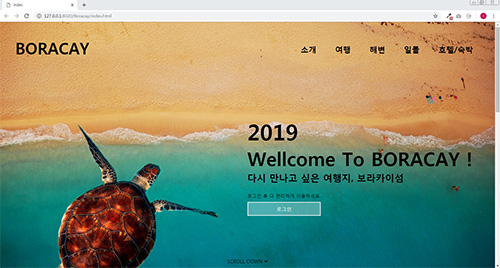 index
127.0.0.1:8020/Boracay/index.html
BORACAY
소개 여행 해변 일몰 호텔/숙박
2019
Wellcome To BORACAY !
다시 만나고 싶은 여행지, 보라카이섬
로그인 후 더 편리하게 이용하세요.
로그인
SCROLL DOWN